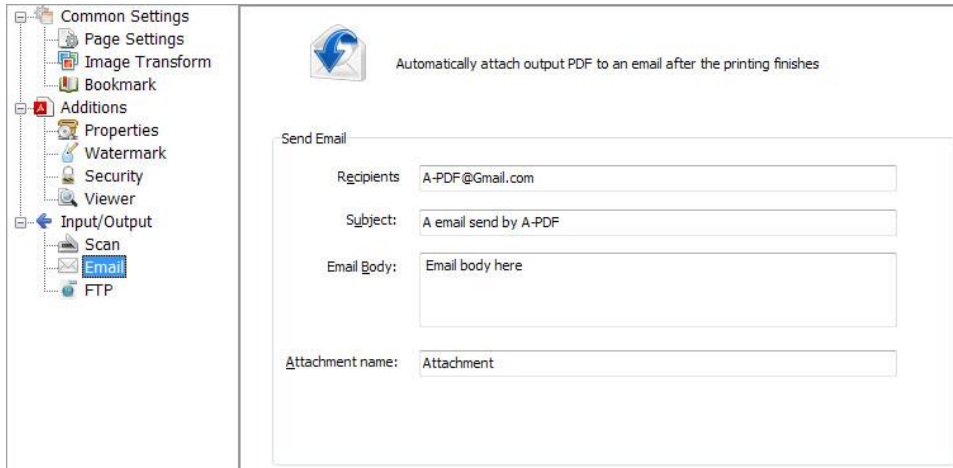 Common Settings
Page Settings
Image Transform
Bookmark
Additions
Properties
Watermark
Security
Viewer
Input/Output
Scan
Email
FTP
Automatically attach output PDF to an email after the printing finishes
Send Email
Recipients A-PDF@Gmail.com
Subject: A email send by A-PDF
Email Body: Email body here
Attachment name: Attachment